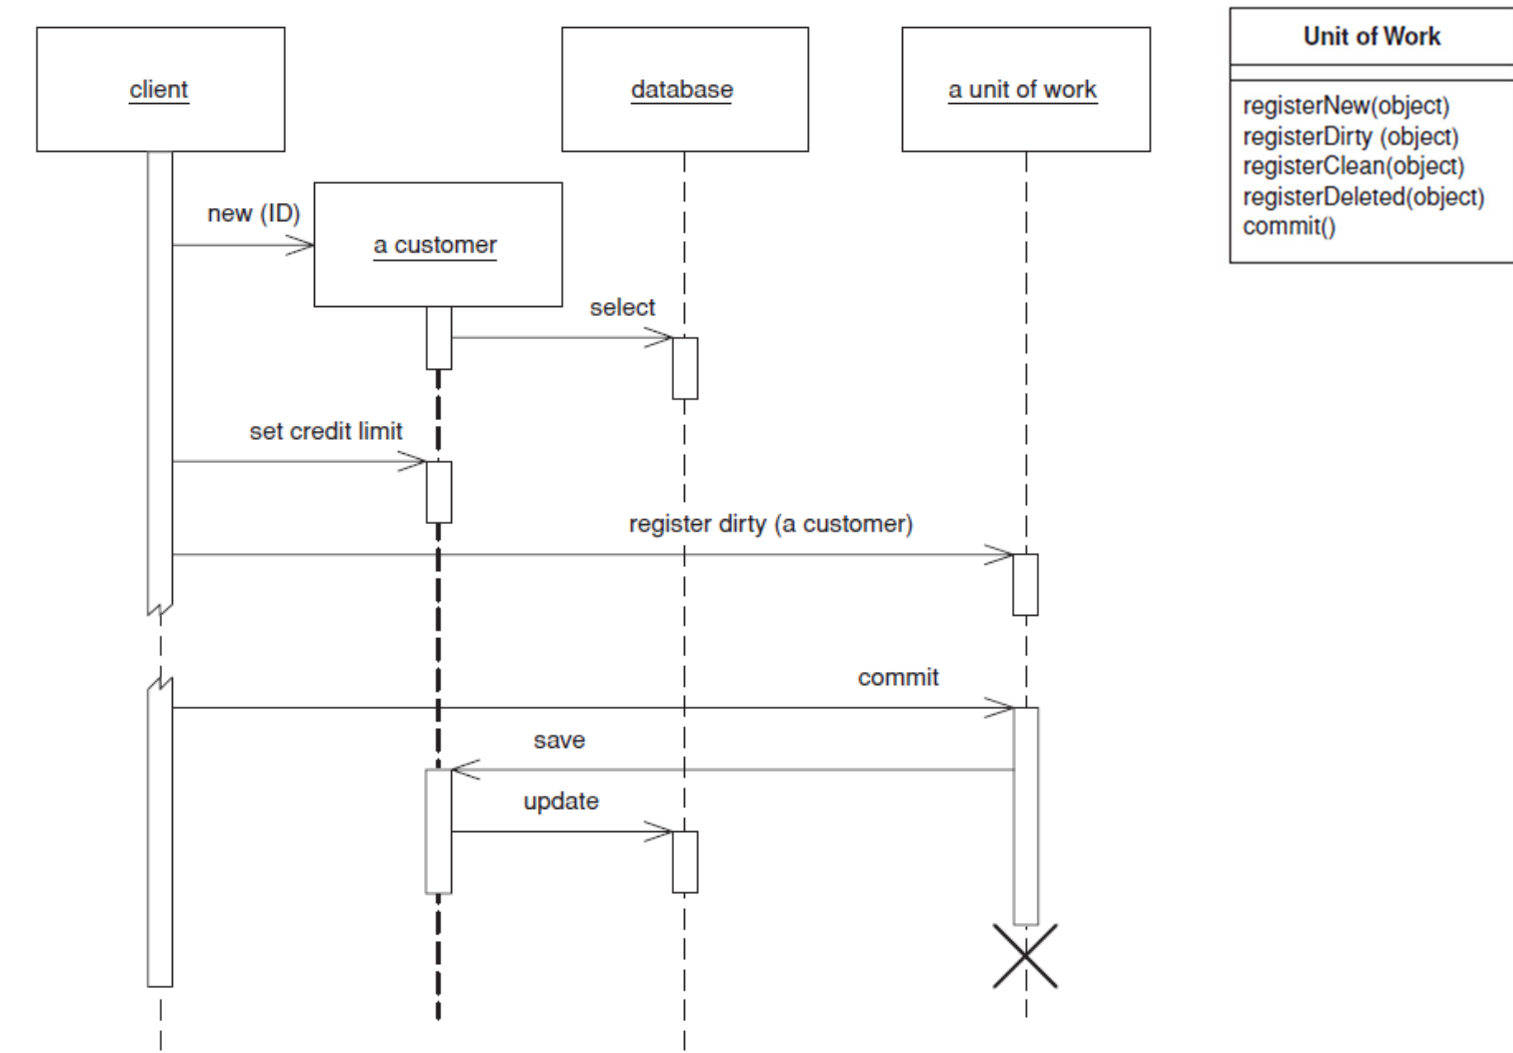 client
database
a unit of work
Unit of Work
registerNew(object)
registerDirty (object)
registerClean(object)
registerDeleted(object)
commit()
new (ID)
a customer
select
set credit limit
register dirty (a customer)
commit
save
update